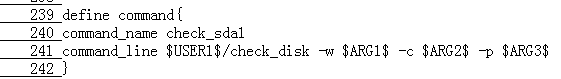 239 define command{
240 command_name check_sda1
241 command_line $USER1$/check_disk -w $ARG1$ -c $ARG2$ -p $ARG3$
242 }